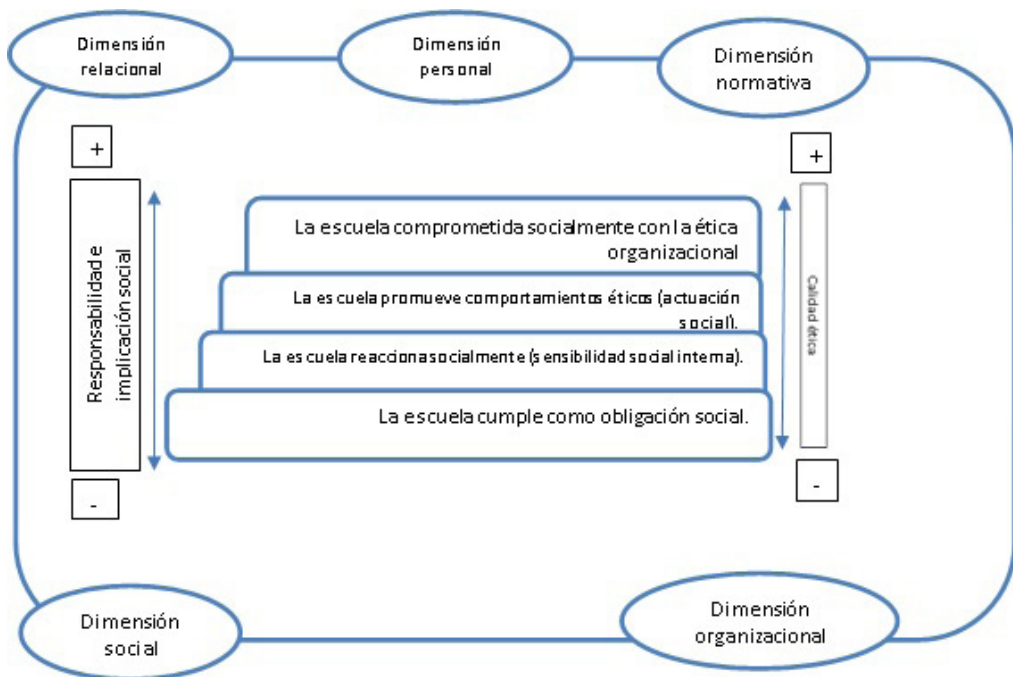 Dimensión
relacional
Dimensión
personal
Dimensión
normativa
+
+
Responsabilidad e
implicación social
La escuela comprometida socialmente con la ética
organizacional
La escuela promueve comportamientos éticos (actuación
social).
La escuela reacciona socialmente (sensibilidad social interna).
La escuela cumple como obligación social.
Calidad ética
-
-
Dimensión
social
Dimensión
organizacional